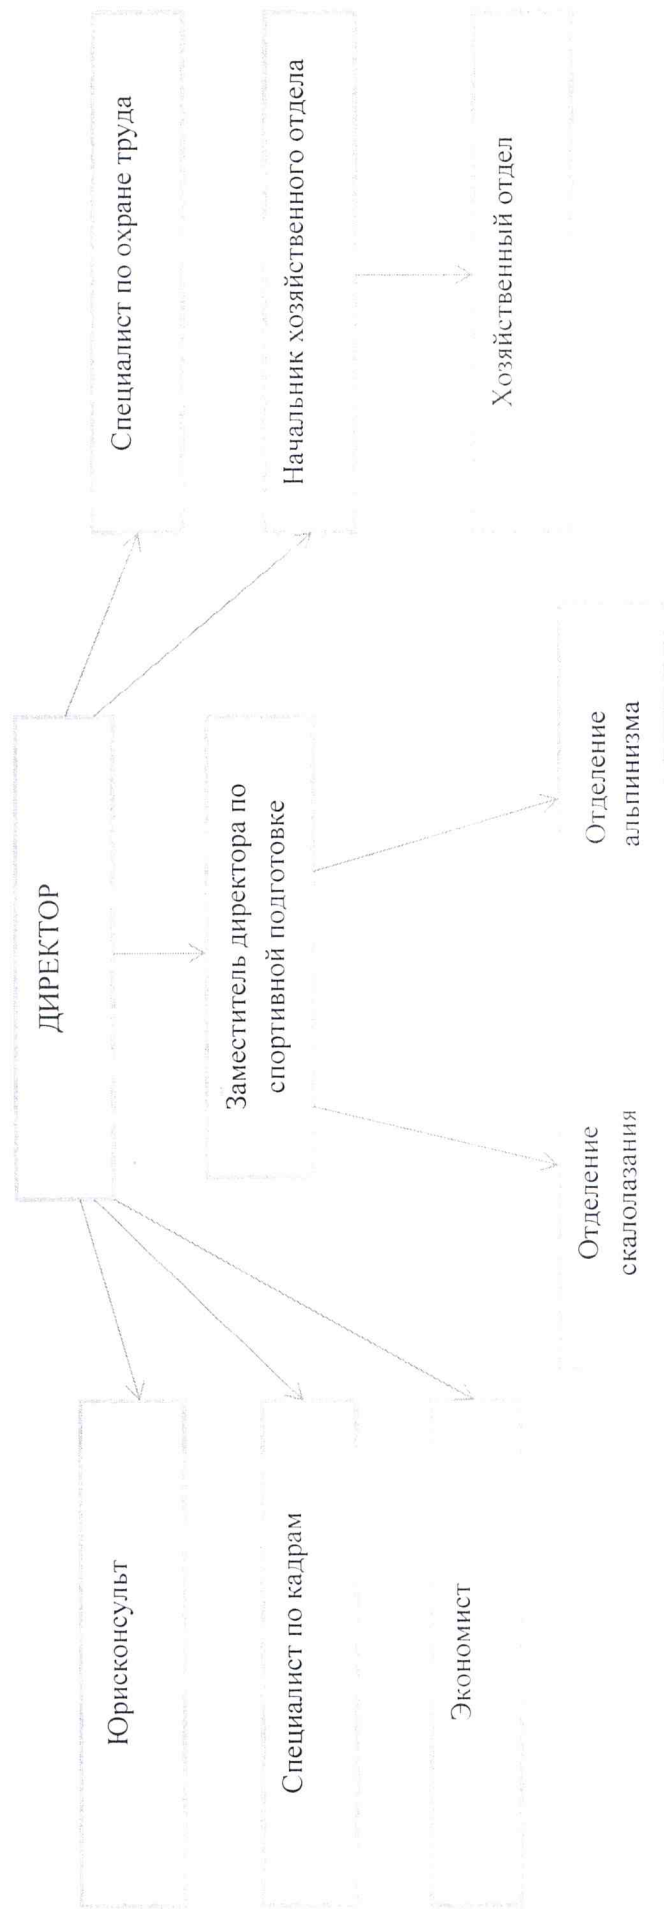 ДИРЕКТОР
Юрисконсульт
Специалист по охране труда
Заместитель директора по
спортивной подготовке
Специалист по кадрам
Начальник хозяйственного отдела
Экономист
Хозяйственный отдел
Отделение
скалолазания
Отделение
альпинизма